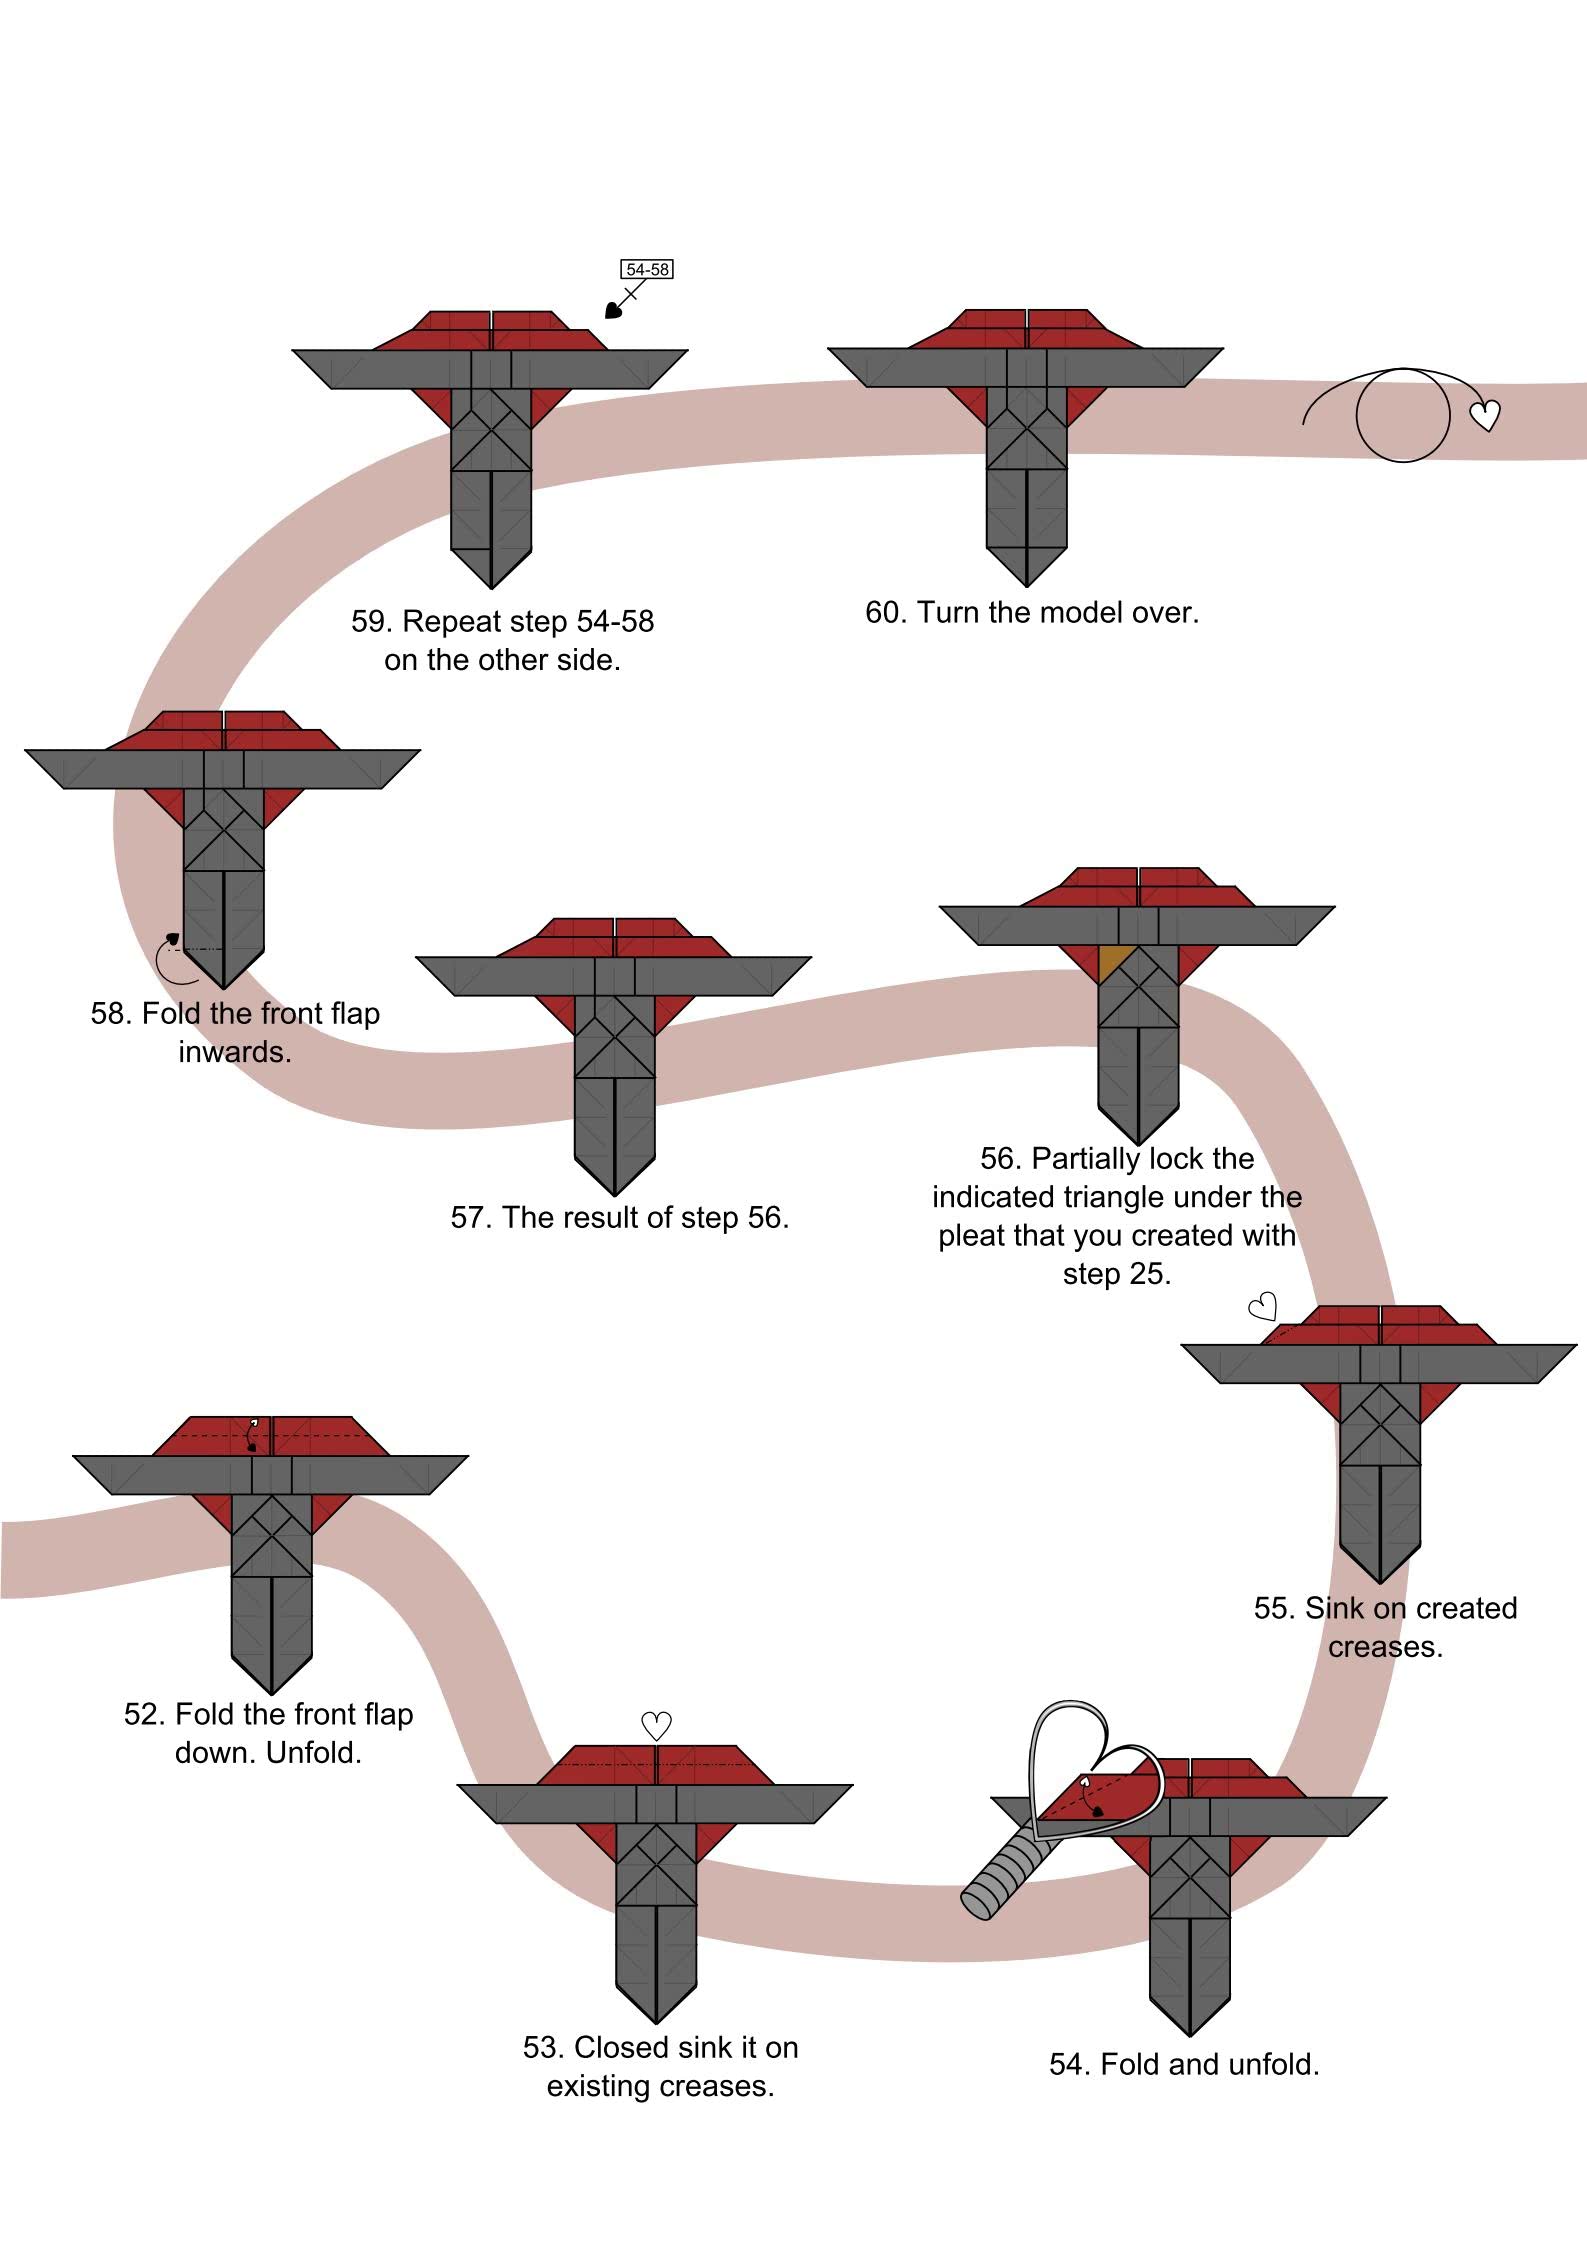 54-58
59. Repeat step 54-58
on the other side.
60. Turn the model over.
58. Fold the front flap
inwards.
57. The result of step 56.
56. Partially lock the
indicated triangle under the
pleat that you created with
step 25.
55. Sink on created
creases.
52. Fold the front flap
down. Unfold.
53. Closed sink it on
existing creases.
54. Fold and unfold.